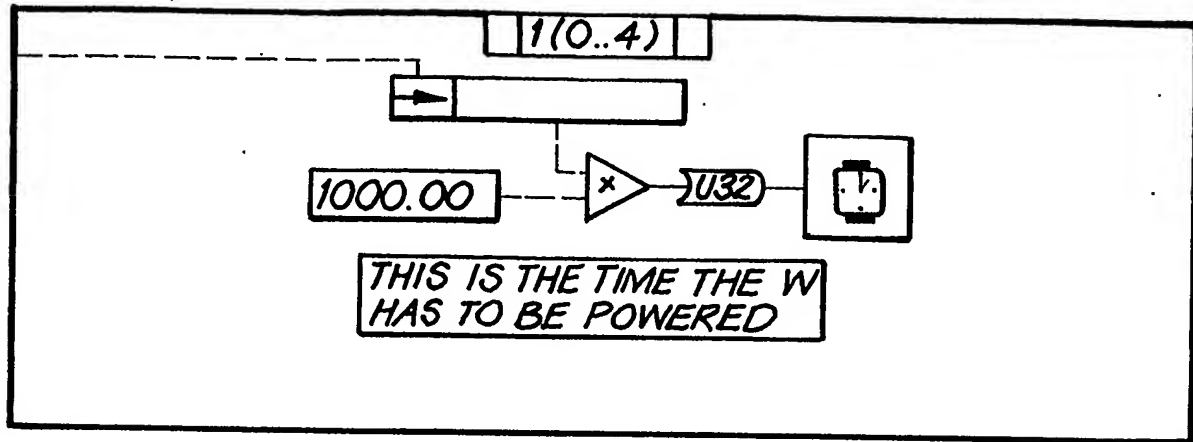 1(0..4)
1000.00
×
U32
THIS IS THE TIME THE W
HAS TO BE POWERED